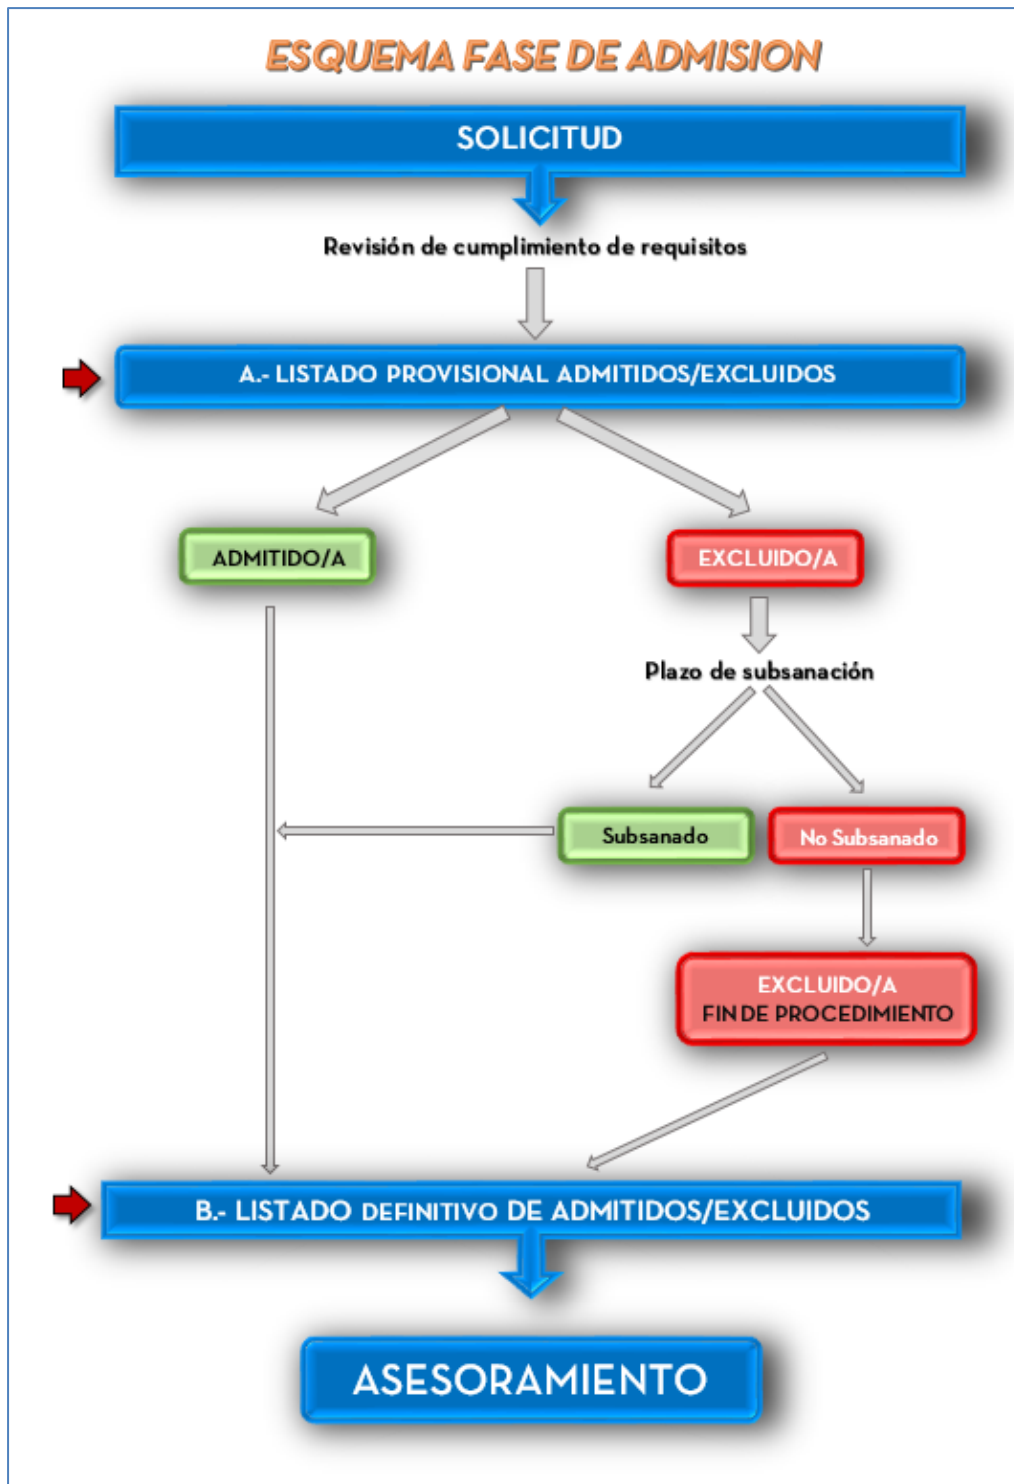 ESQUEMA FASE DE ADMISION
SOLICITUD
Revisión de cumplimiento de requisitos
A.- LISTADO PROVISIONAL ADMITIDOS/EXCLUIDOS
ADMITIDO/A
EXCLUIDO/A
Plazo de subsanación
Subsanado
No Subsanado
EXCLUIDO/A
FIN DE PROCEDIMIENTO
B.- LISTADO DEFINITIVO DE ADMITIDOS/EXCLUIDOS
ASESORAMIENTO